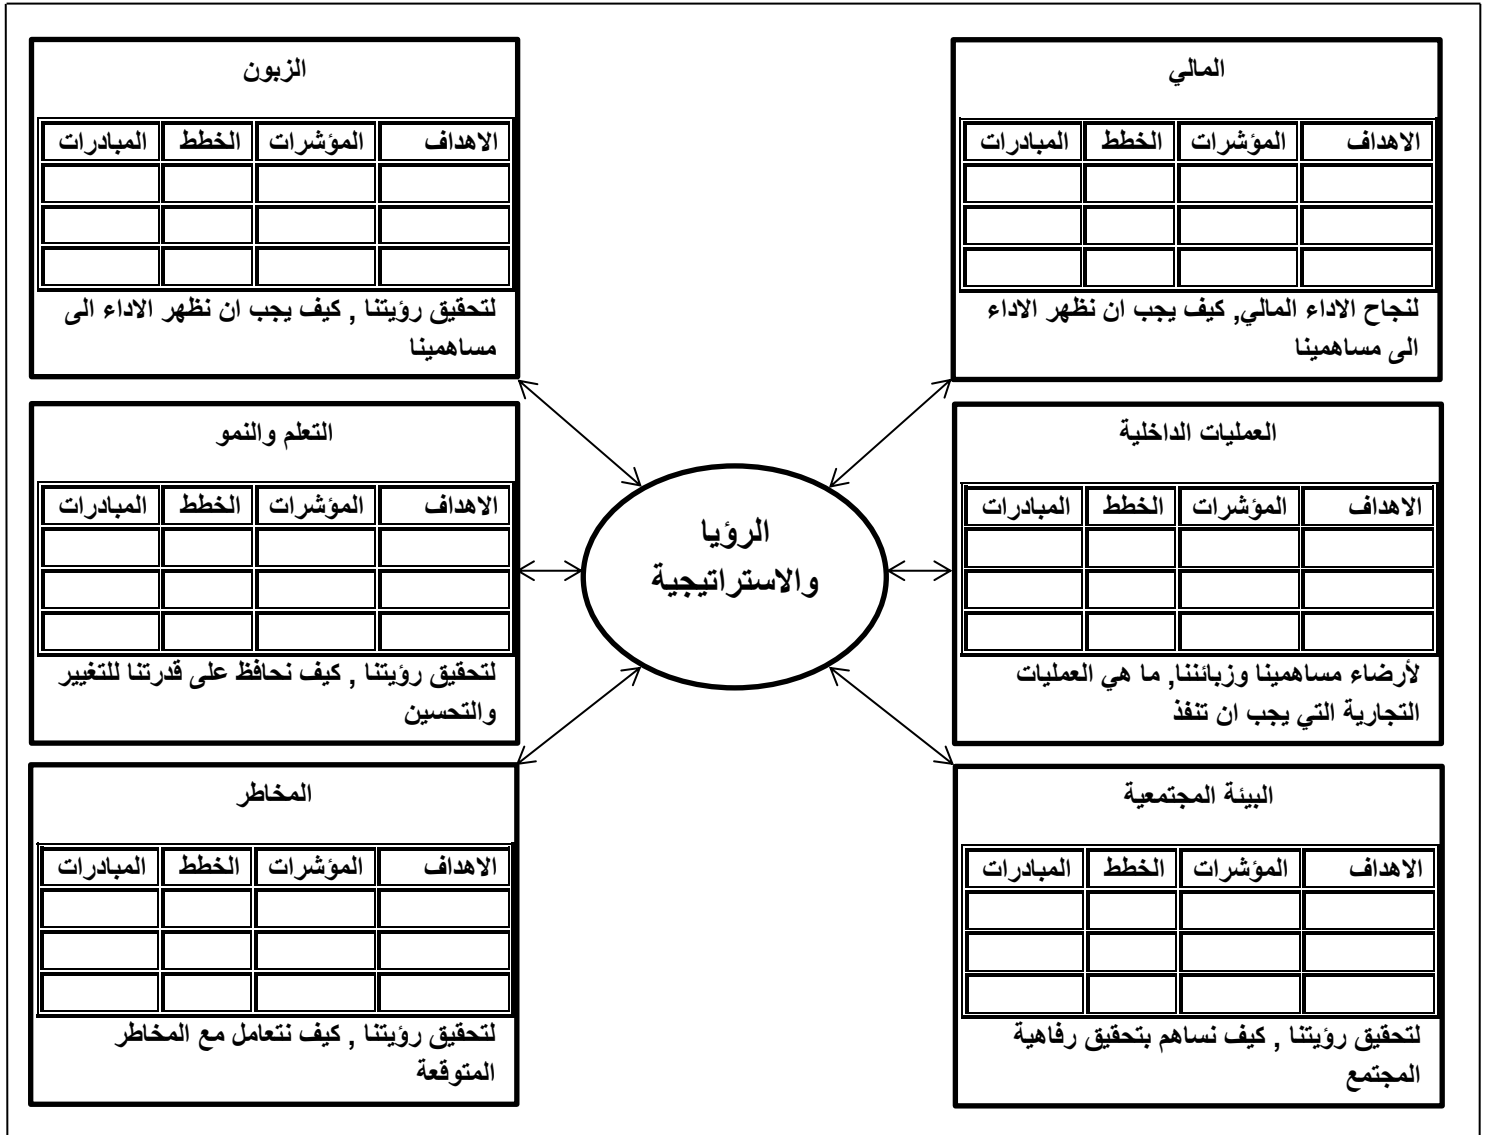 المالي
الاهداف المؤشرات الخطط المبادرات
لنجاح الاداء المالي, كيف يجب ان نظهر الاداء
الى مساهمينا
الزبون
الاهداف المؤشرات الخطط المبادرات
لتحقيق رؤيتنا , كيف يجب ان نظهر الاداء الى
مساهمينا
العمليات الداخلية
الاهداف المؤشرات الخطط المبادرات
لأرضاء مساهمينا وزبائننا, ما هي العمليات
التجارية التي يجب ان تنفذ
الرؤيا
والاستراتيجية
التعلم والنمو
الاهداف المؤشرات الخطط المبادرات
لتحقيق رؤيتنا , كيف نحافظ على قدرتنا للتغيير
والتحسين
البيئة المجتمعية
الاهداف المؤشرات الخطط المبادرات
لتحقيق رؤيتنا , كيف نساهم بتحقيق رفاهية
المجتمع
المخاطر
الاهداف المؤشرات الخطط المبادرات
لتحقيق رؤيتنا , كيف نتعامل مع المخاطر
المتوقعة